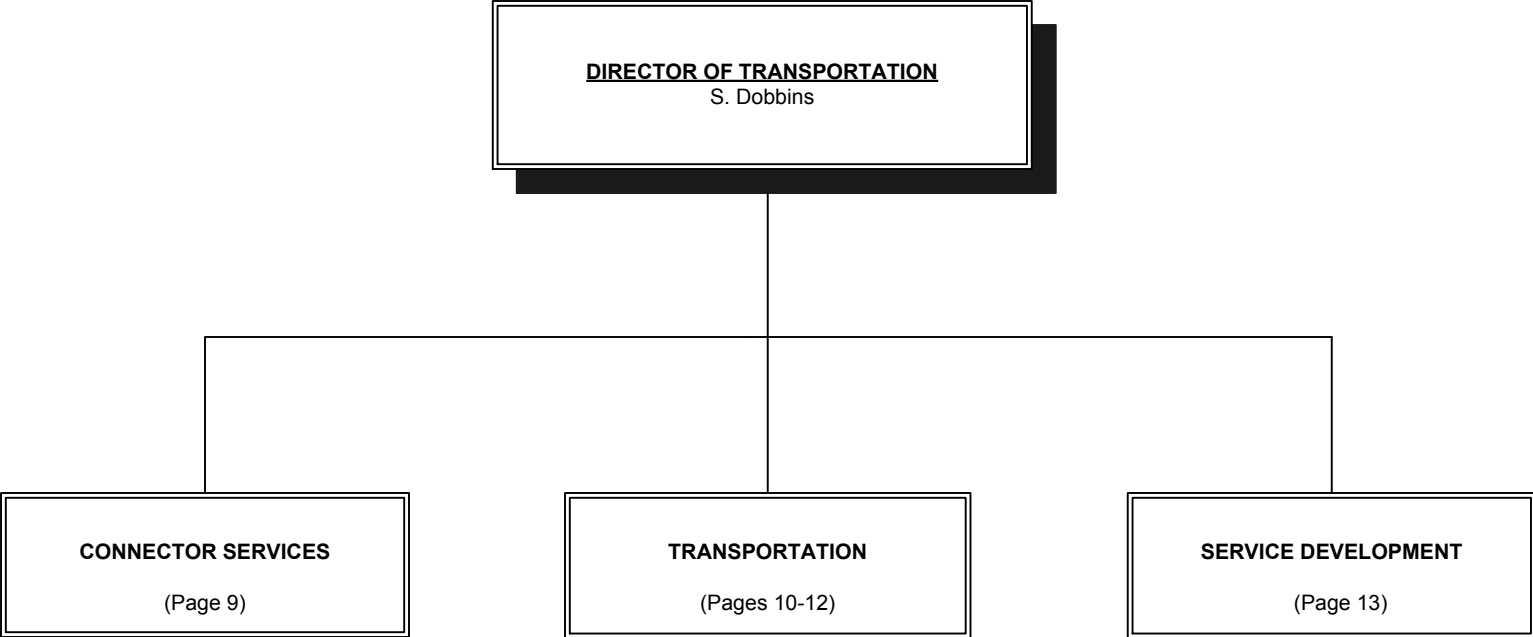 DIRECTOR OF TRANSPORTATION
S. Dobbins
CONNECTOR SERVICES
(Page 9)
TRANSPORTATION
(Pages 10-12)
SERVICE DEVELOPMENT
(Page 13)